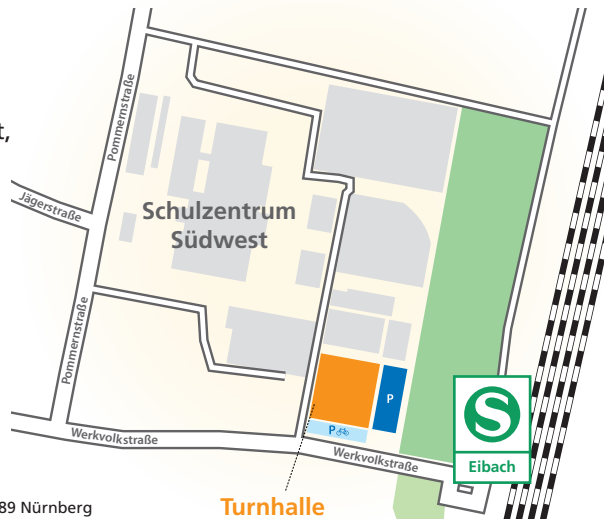 t,
Pommernstraße
Jägerstraße
Schulzentrum
Südwest
Pommernstraße
P
P
Werkvolkstraße
Werkvolkstraße
S
Eibach
89 Nürnberg
Turnhalle